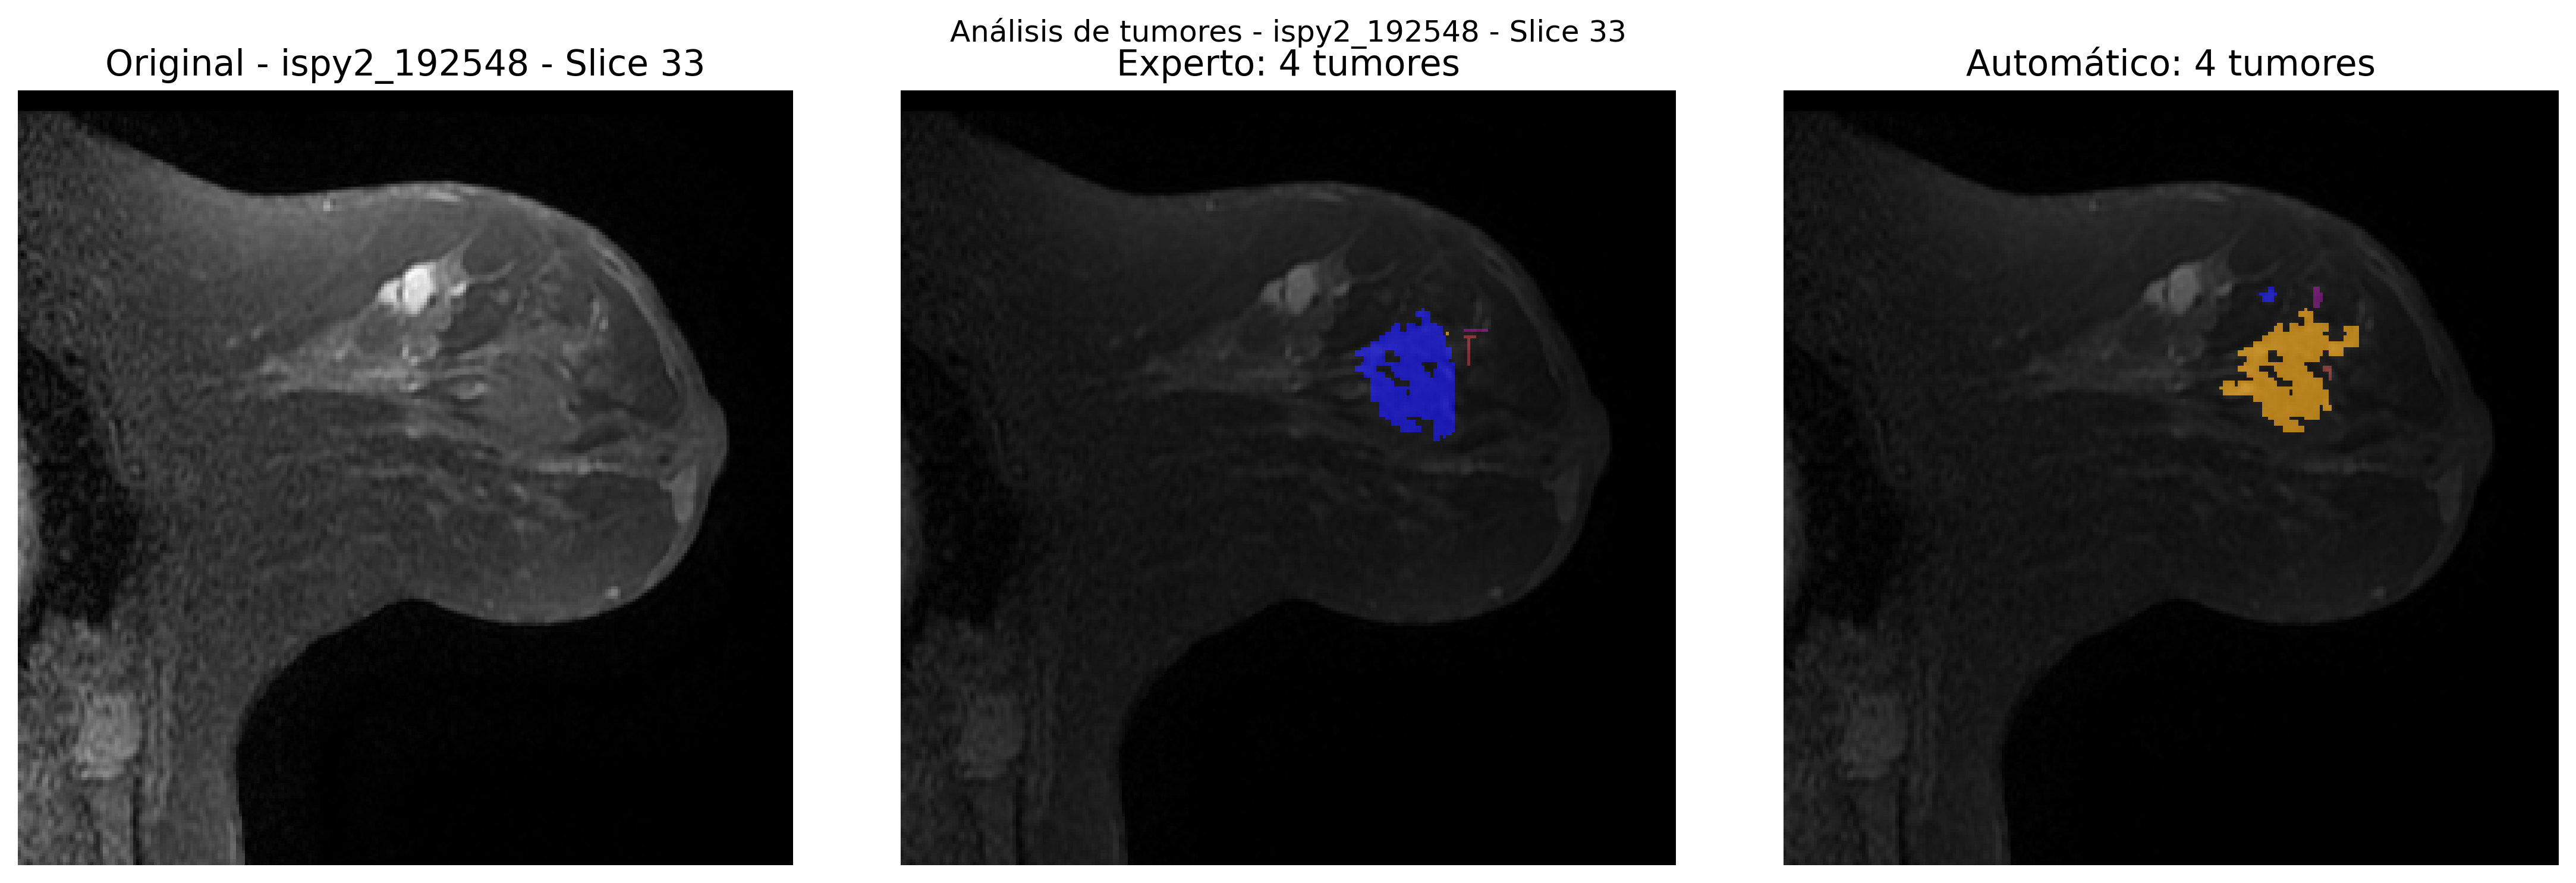 Análisis de tumores - ispy2_192548 - Slice 33
Original - ispy2_192548 - Slice 33
Experto: 4 tumores
Automático: 4 tumores